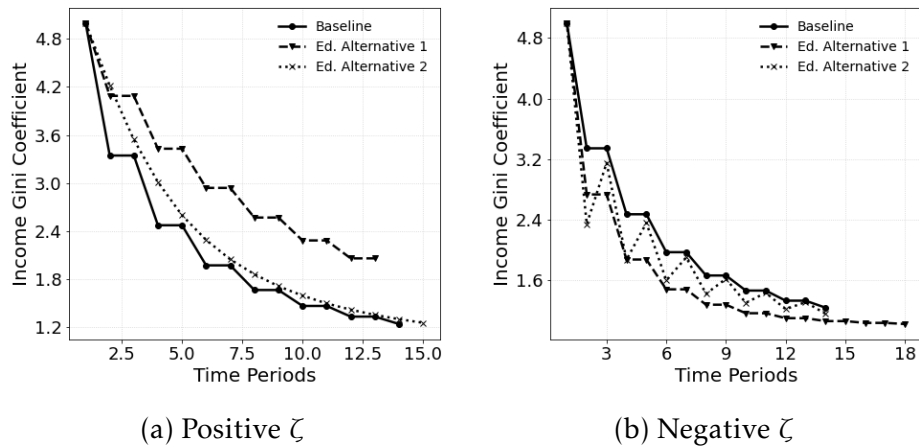 Baseline
Ed. Alternative 1
Ed. Alternative 2
4.8
4.2
3.6
3.0
2.4
1.8
1.2
Income Gini Coefficient
2.5
5.0
7.5
10.0
12.5
15.0
Time Periods
(a) Positive ζ
Baseline
Ed. Alternative 1
Ed. Alternative 2
4.8
4.0
3.2
2.4
1.6
Income Gini Coefficient
3
6
9
12
15
18
Time Periods
(b) Negative ζ